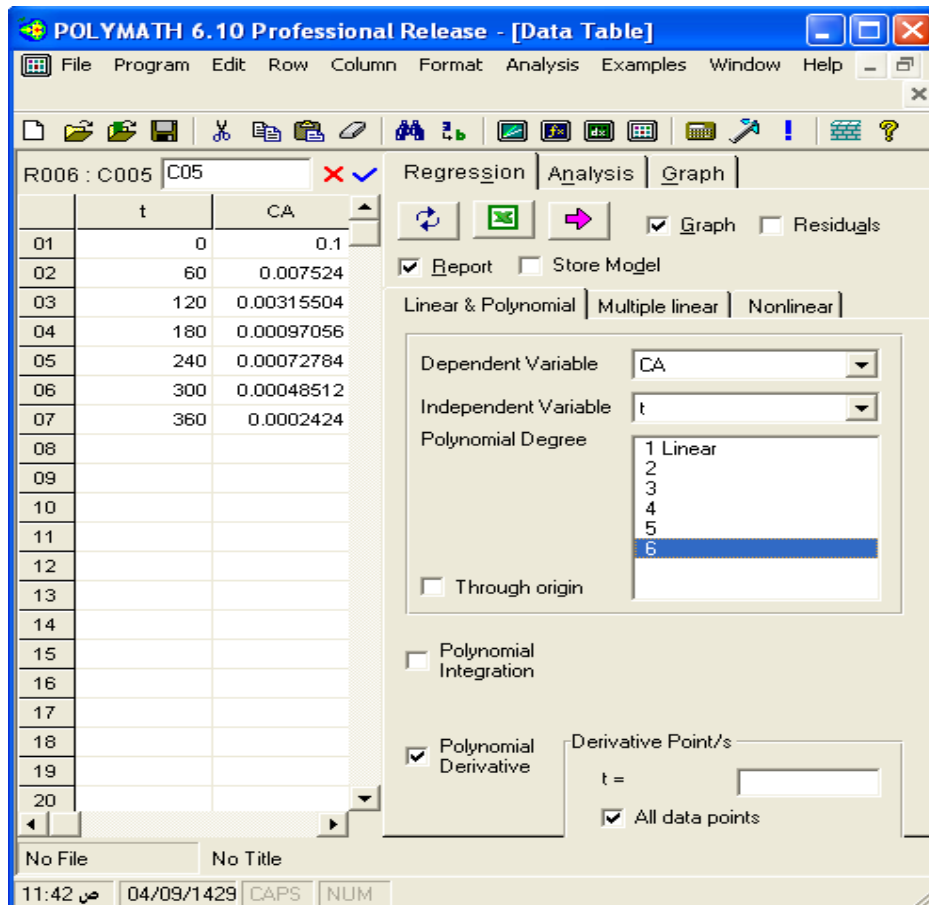 POLYMATH 6.10 Professional Release - [Data Table]
File Program Edit Row Column Format Analysis Examples Window Help
R006 : C005 C05
t CA
01 0 0.1
02 60 0.007524
03 120 0.00315504
04 180 0.00097056
05 240 0.00072784
06 300 0.00048512
07 360 0.0002424
08
09
10
11
12
13
14
15
16
17
18
19
20
Regression Analysis Graph
Graph Residuals
Report Store Model
Linear & Polynomial Multiple linear Nonlinear
Dependent Variable CA
Independent Variable t
Polynomial Degree
1 Linear
2
3
4
5
6
Through origin
Polynomial
Integration
Polynomial
Derivative
Derivative Point/s
t =
All data points
No File No Title
11:42 ص 04/09/1429 CAPS NUM